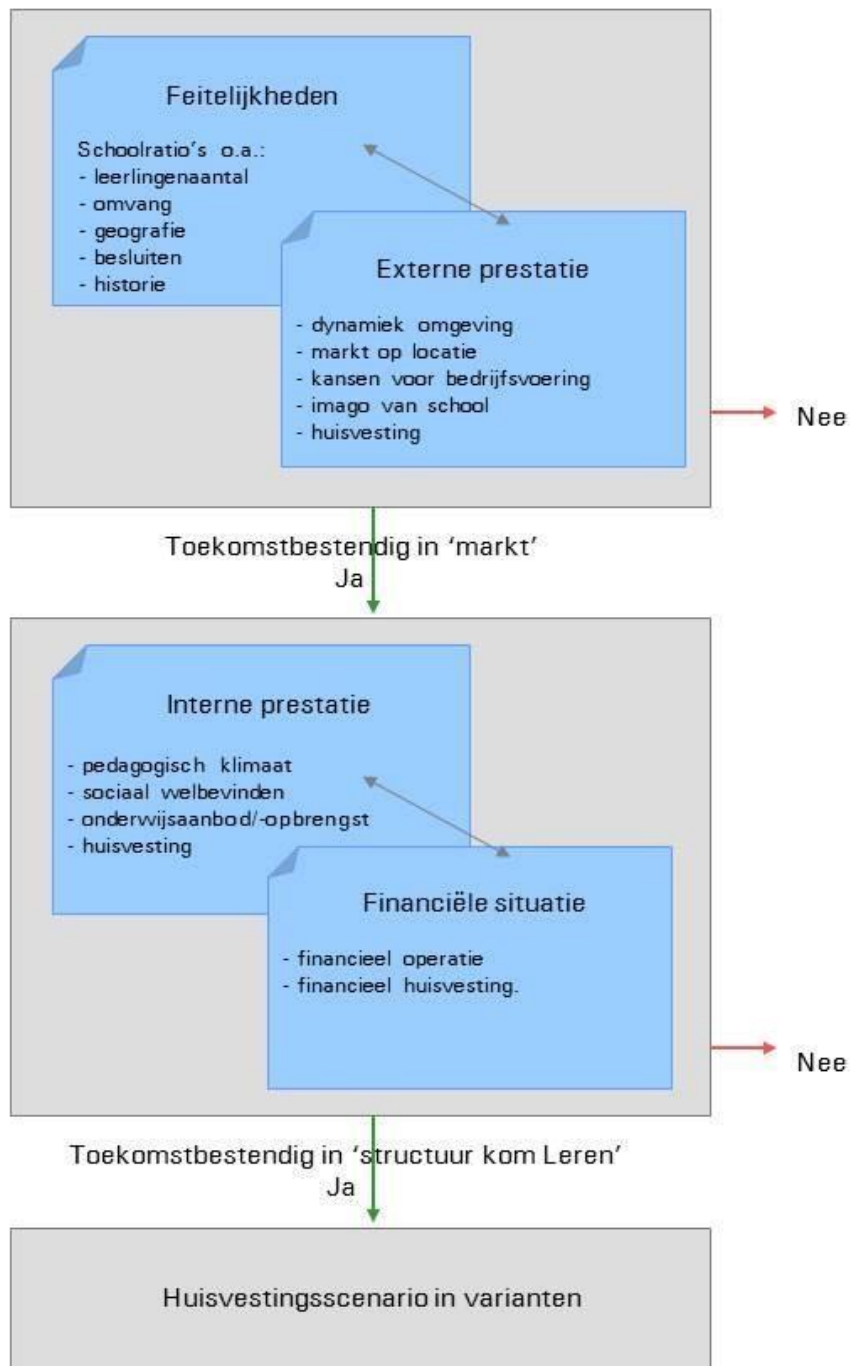 Feitelijkheden
Schoolratio's o.a.:
- leerlingenaantal
- omvang
- geografie
- besluiten
- historie
Externe prestatie
- dynamiek omgeving
- markt op locatie
- kansen voor bedrijfsvoering
- imago van school
- huisvesting
Nee
Toekomstbestendig in ‘markt’
Ja
Interne prestatie
- pedagogisch klimaat
- sociaal welbevinden
- onderwijsaanbod/-opbrengst
- huisvesting
Financiële situatie
- financieel operatie
- financieel huisvesting.
Nee
Toekomstbestendig in ‘structuur kom Leren’
Ja
Huisvestingsscenario in varianten